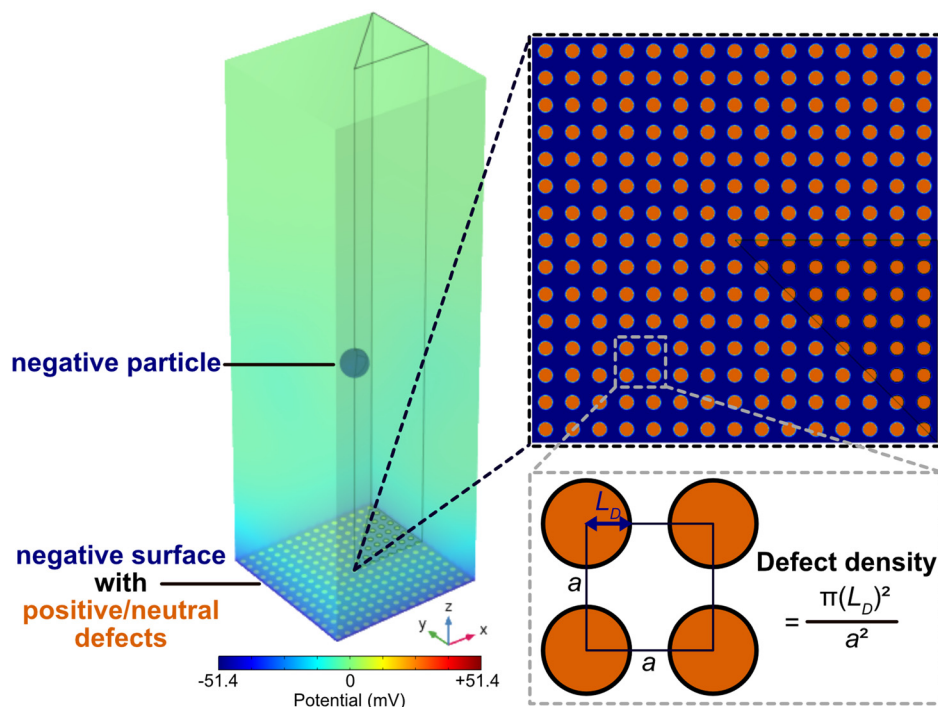 negative particle
negative surface
with
positive/neutral
defects
z
y
x
-51.4
0
+51.4
Potential (mV)
L_D
a
a
Defect density
= π(L_D)² / a²